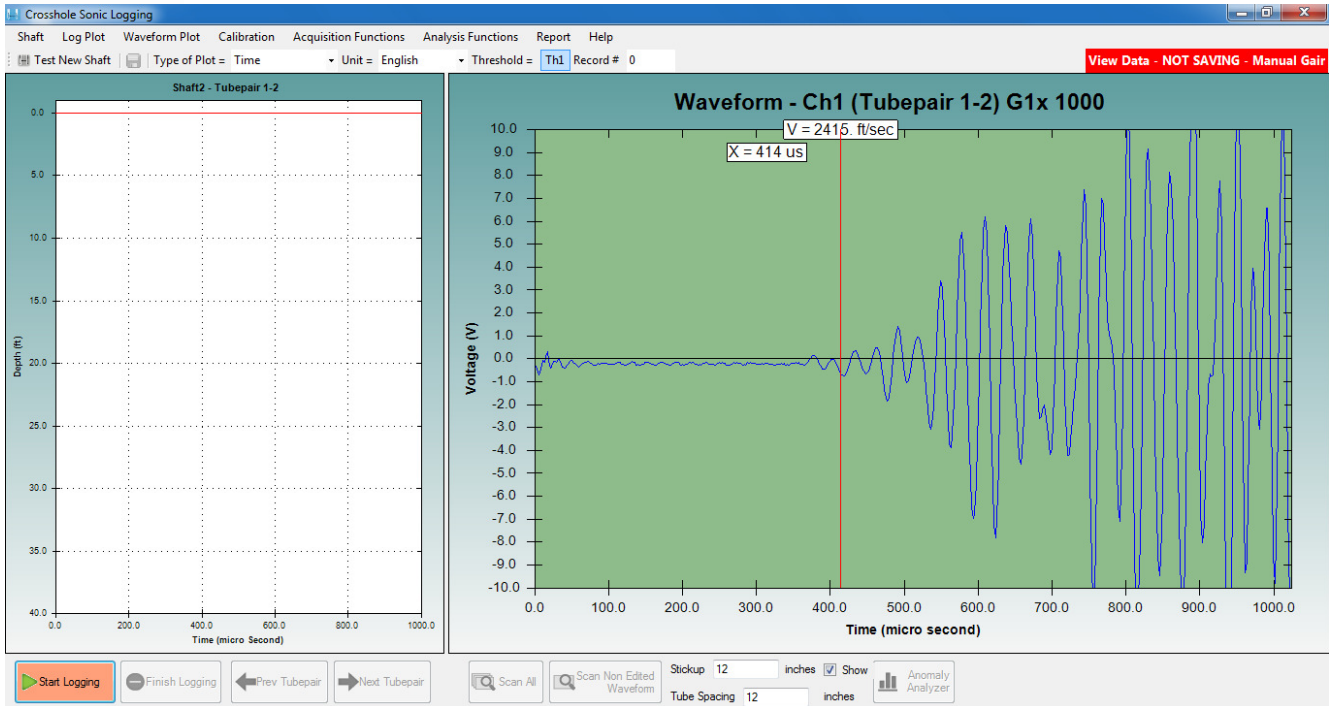 Crosshole Sonic Logging
Shaft Log Plot Waveform Plot Calibration Acquisition Functions Analysis Functions Report Help
Test New Shaft Type of Plot = Time Unit = English Threshold = Th1 Record # 0 View Data - NOT SAVING - Manual Gair
Shaft2 - Tubepair 1-2
0.0
5.0
10.0
15.0
20.0
25.0
30.0
35.0
40.0
Depth (ft)
0.0 200.0 400.0 600.0 800.0 1000.0
Time (micro Second)
Waveform - Ch1 (Tubepair 1-2) G1x 1000
V = 2415. ft/sec
X = 414 us
10.0
9.0
8.0
7.0
6.0
5.0
4.0
3.0
2.0
1.0
0.0
-1.0
-2.0
-3.0
-4.0
-5.0
-6.0
-7.0
-8.0
-9.0
-10.0
Voltage (V)
0.0 100.0 200.0 300.0 400.0 500.0 600.0 700.0 800.0 900.0 1000.0
Time (micro second)
Start Logging Finish Logging Prev Tubepair Next Tubepair
Scan All
Scan Non Edited
Waveform
Stickup 12 inches Show
Tube Spacing 12 inches
Anomaly
Analyzer